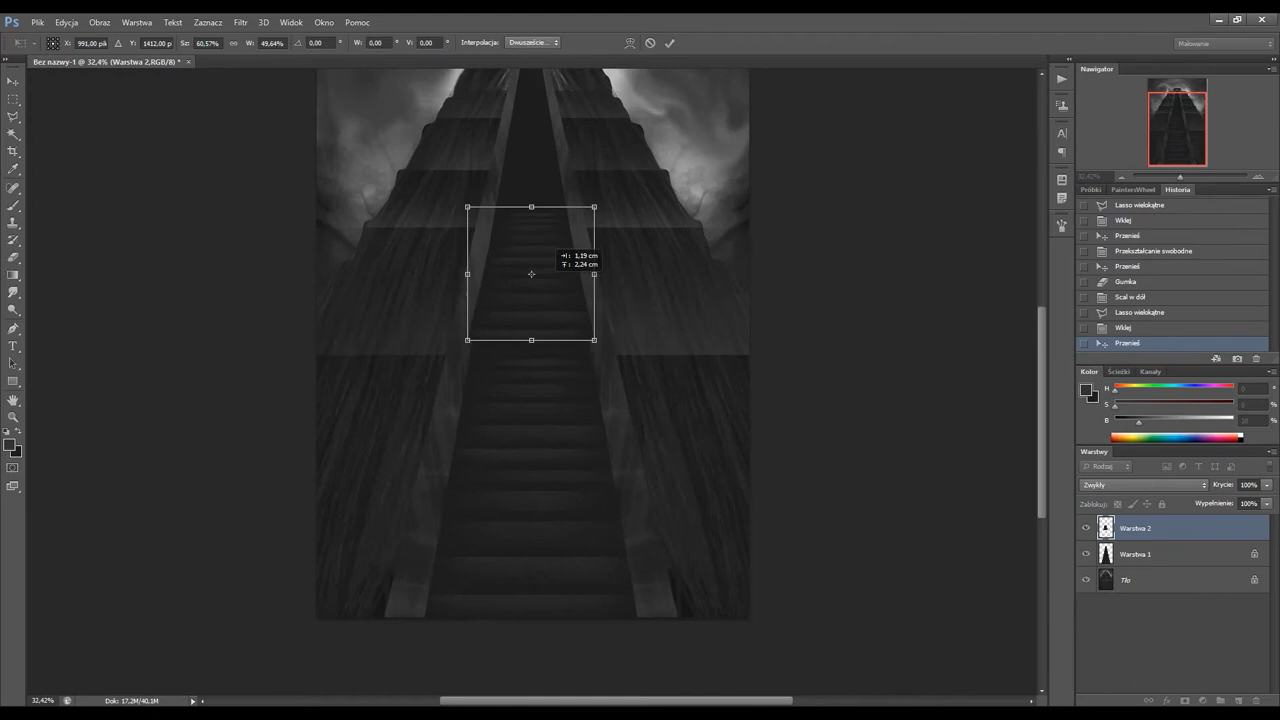 Ps Plik Edycja Obraz Warstwa Tekst Zaznacz Filtr 3D Widok Okno Pomoc
X: 991,00 pik Y: 1412,00 p Sz: 60,57% W: 49,64% 0,00 ° W: 0,00 ° V: 0,00 ° Interpolacja: Dwuszeście... Malowanie
Bez nazwy-1 @ 32,4% (Warstwa 2,RGB/8) * ×
Nawigator
32,42%
Próbki PaintersWheel Historia
Lasso wielokątne
Wklej
Przenieś
Przekształcanie swobodne
Przenieś
Gumka
Scal w dół
Lasso wielokątne
Wklej
Przenieś
1,19 cm
2,24 cm
Kolor Ścieżki Kanały
H 0 °
S 0 %
B %
Warstwy
Rodzaj
Zwykły Krycie: 100%
Zablokuj: Wypełnienie: 100%
Warstwa 2
Warstwa 1
Tło
32,42% Dok: 17,2M/40,1M